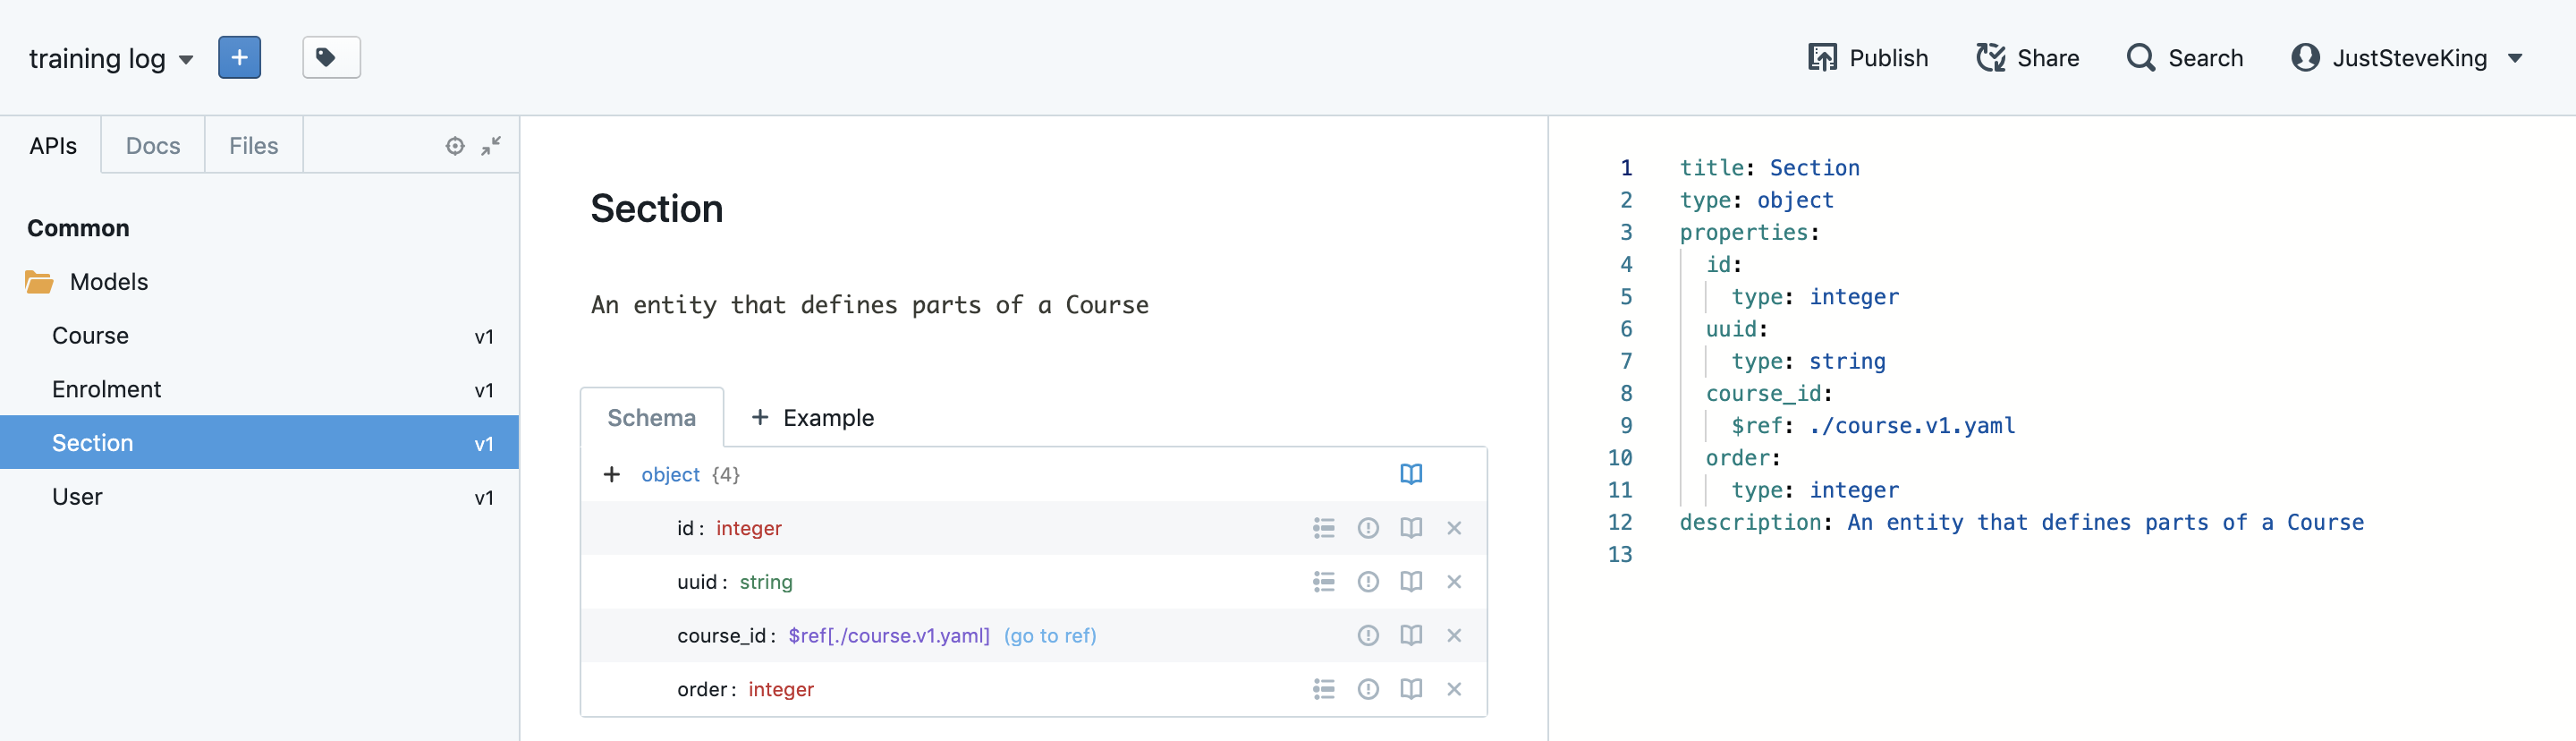 training log
Publish
Share
Search
JustSteveKing
APIs
Docs
Files
Common
Models
Course v1
Enrolment v1
Section v1
User v1
Section
An entity that defines parts of a Course
Schema
+ Example
+ object {4}
id: integer
uuid: string
course_id: $ref[./course.v1.yaml] (go to ref)
order: integer
1 title: Section
2 type: object
3 properties:
4 id:
5 type: integer
6 uuid:
7 type: string
8 course_id:
9 $ref: ./course.v1.yaml
10 order:
11 type: integer
12 description: An entity that defines parts of a Course
13